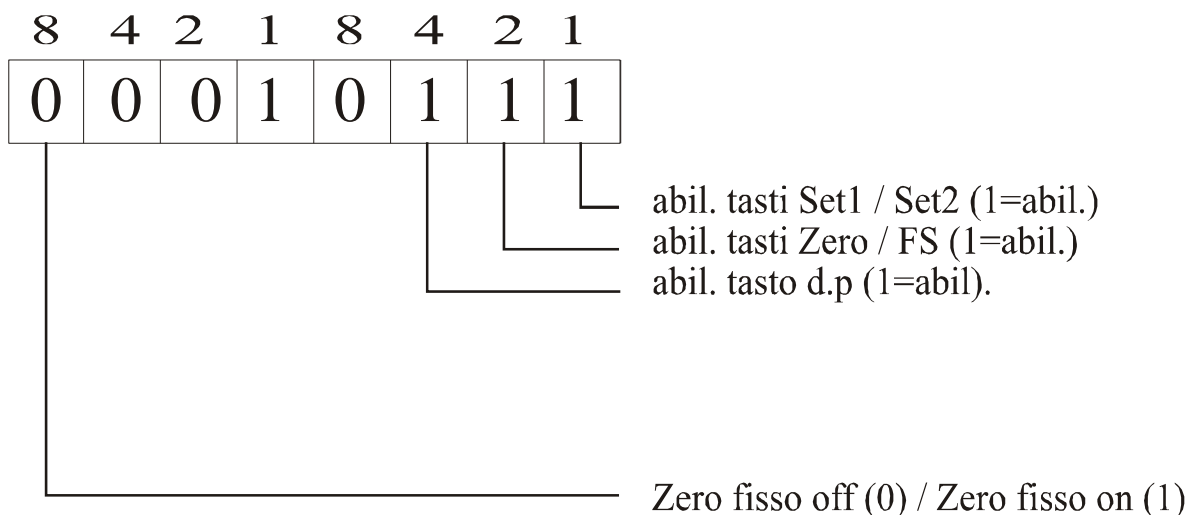 8 4 2 1 8 4 2 1
0 0 0 1 0 1 1 1
abil. tasti Set1 / Set2 (1=abil.)
abil. tasti Zero / FS (1=abil.)
abil. tasto d.p (1=abil).
Zero fisso off (0) / Zero fisso on (1)